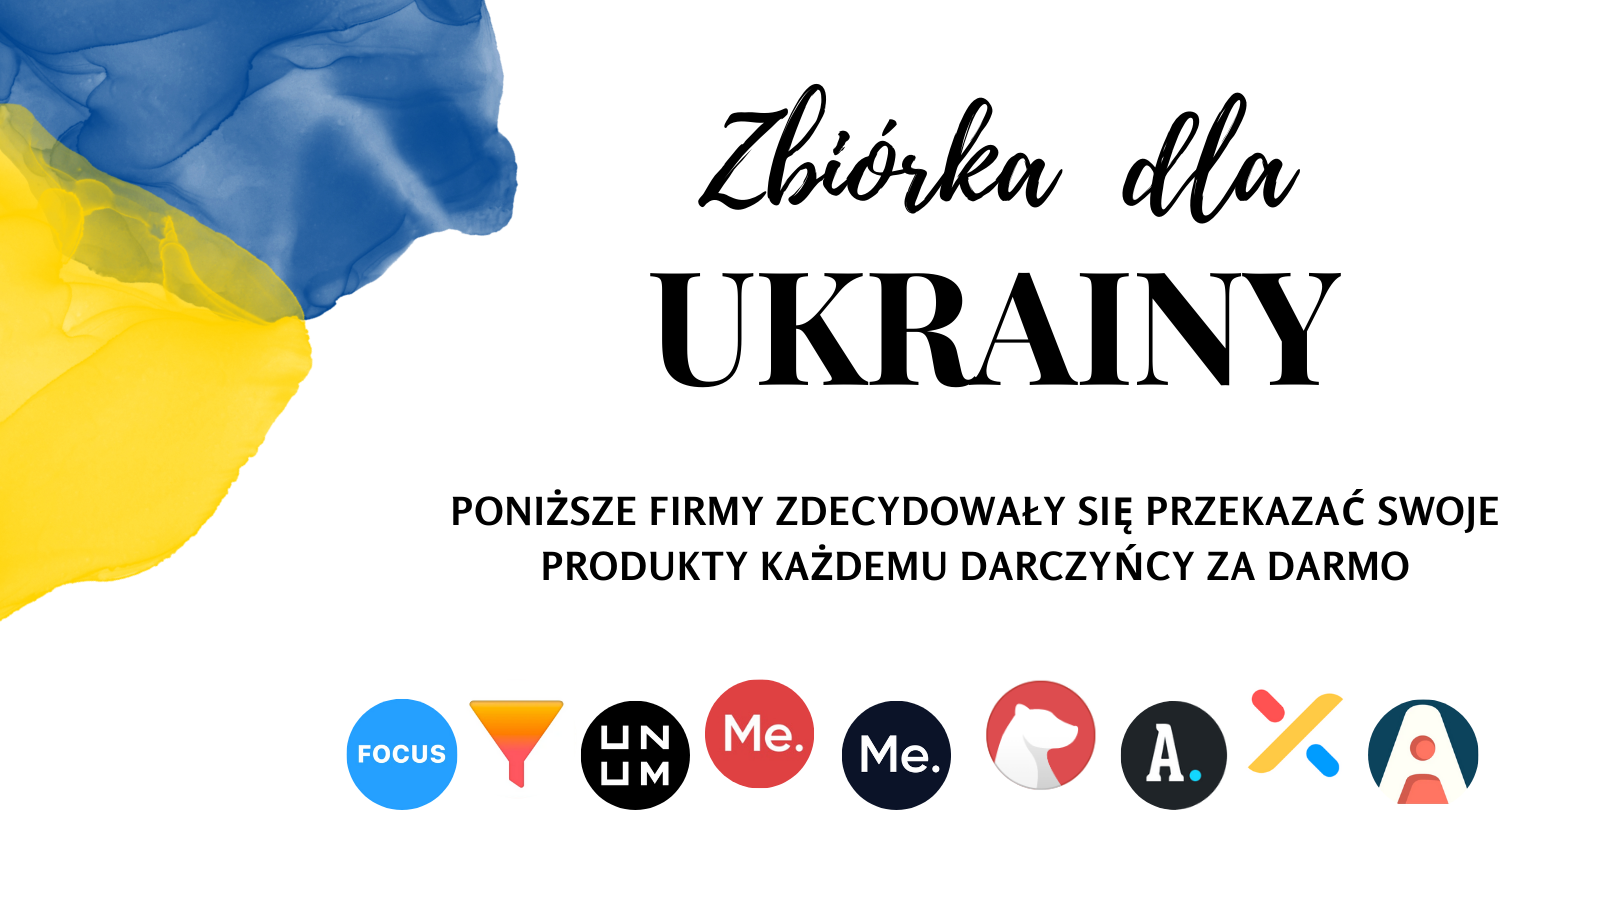 Zbiórka dla
UKRAINY
PONIŻSZE FIRMY ZDECYDOWAŁY SIĘ PRZEKAZAĆ SWOJE
PRODUKTY KAŻDEMU DARCZYŃCY ZA DARMO
FOCUS
UN
UM
Me.
Me.
A.